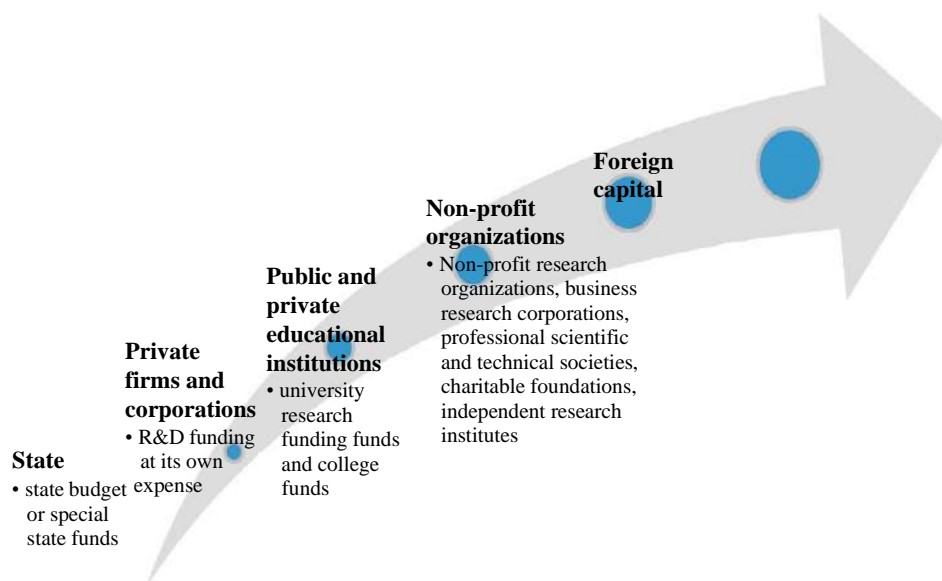 State
• state budget
or special
state funds
Private
firms and
corporations
• R&D funding
at its own
expense
Public and
private
educational
institutions
• university
research
funding funds
and college
funds
Non-profit
organizations
• Non-profit research
organizations, business
research corporations,
professional scientific
and technical societies,
charitable foundations,
independent research
institutes
Foreign
capital